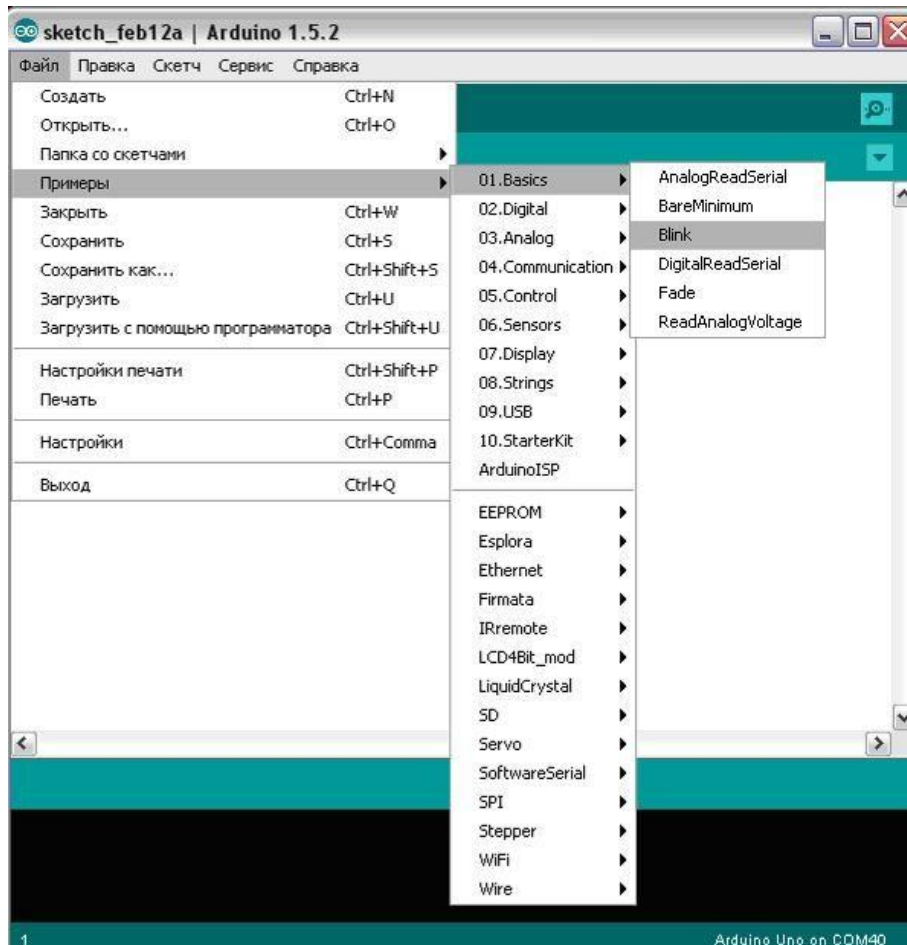 sketch_feb12a | Arduino 1.5.2
Файл Правка Скетч Сервис Справка
Создать Ctrl+N
Открыть... Ctrl+O
Папка со скетчами
Примеры
Закрыть Ctrl+W
Сохранить Ctrl+S
Сохранить как... Ctrl+Shift+S
Загрузить Ctrl+U
Загрузить с помощью программатора Ctrl+Shift+U
Настройки печати Ctrl+Shift+P
Печать Ctrl+P
Настройки Ctrl+Comma
Выход Ctrl+Q
01.Basics
02.Digital
03.Analog
04.Communication
05.Control
06.Sensors
07.Display
08.Strings
09.USB
10.StarterKit
ArduinoISP
EEPROM
Esplora
Ethernet
Firmata
IRremote
LCD4Bit_mod
LiquidCrystal
SD
Servo
SoftwareSerial
SPI
Stepper
WiFi
Wire
AnalogReadSerial
BareMinimum
Blink
DigitalReadSerial
Fade
ReadAnalogVoltage
1 Arduino Uno on COM40